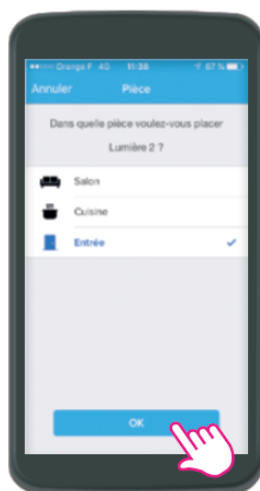 Orange F 4G 11:38 67 %
Annuler Pièce
Dans quelle pièce voulez-vous placer
Lumière 2 ?
Salon
Cuisine
Entrée
OK